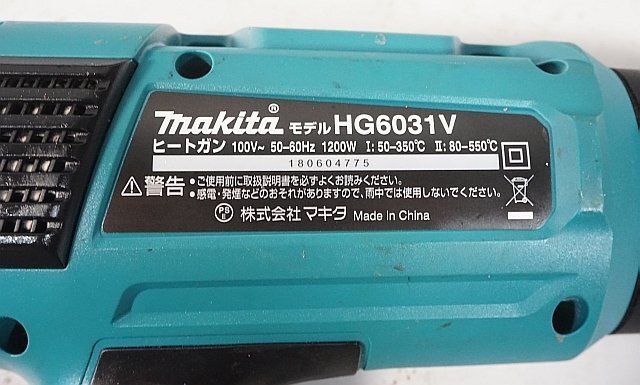 makita® モデル HG6031V
ヒートガン 100V~ 50-60Hz 1200W I:50-350℃ II:80-550℃
180604775
警告 ・ご使用前に取扱説明書を必ずよくお読みください。
・感電・発煙などのおそれがありますので、雨中では使用しないでください。
株式会社マキタ Made in China